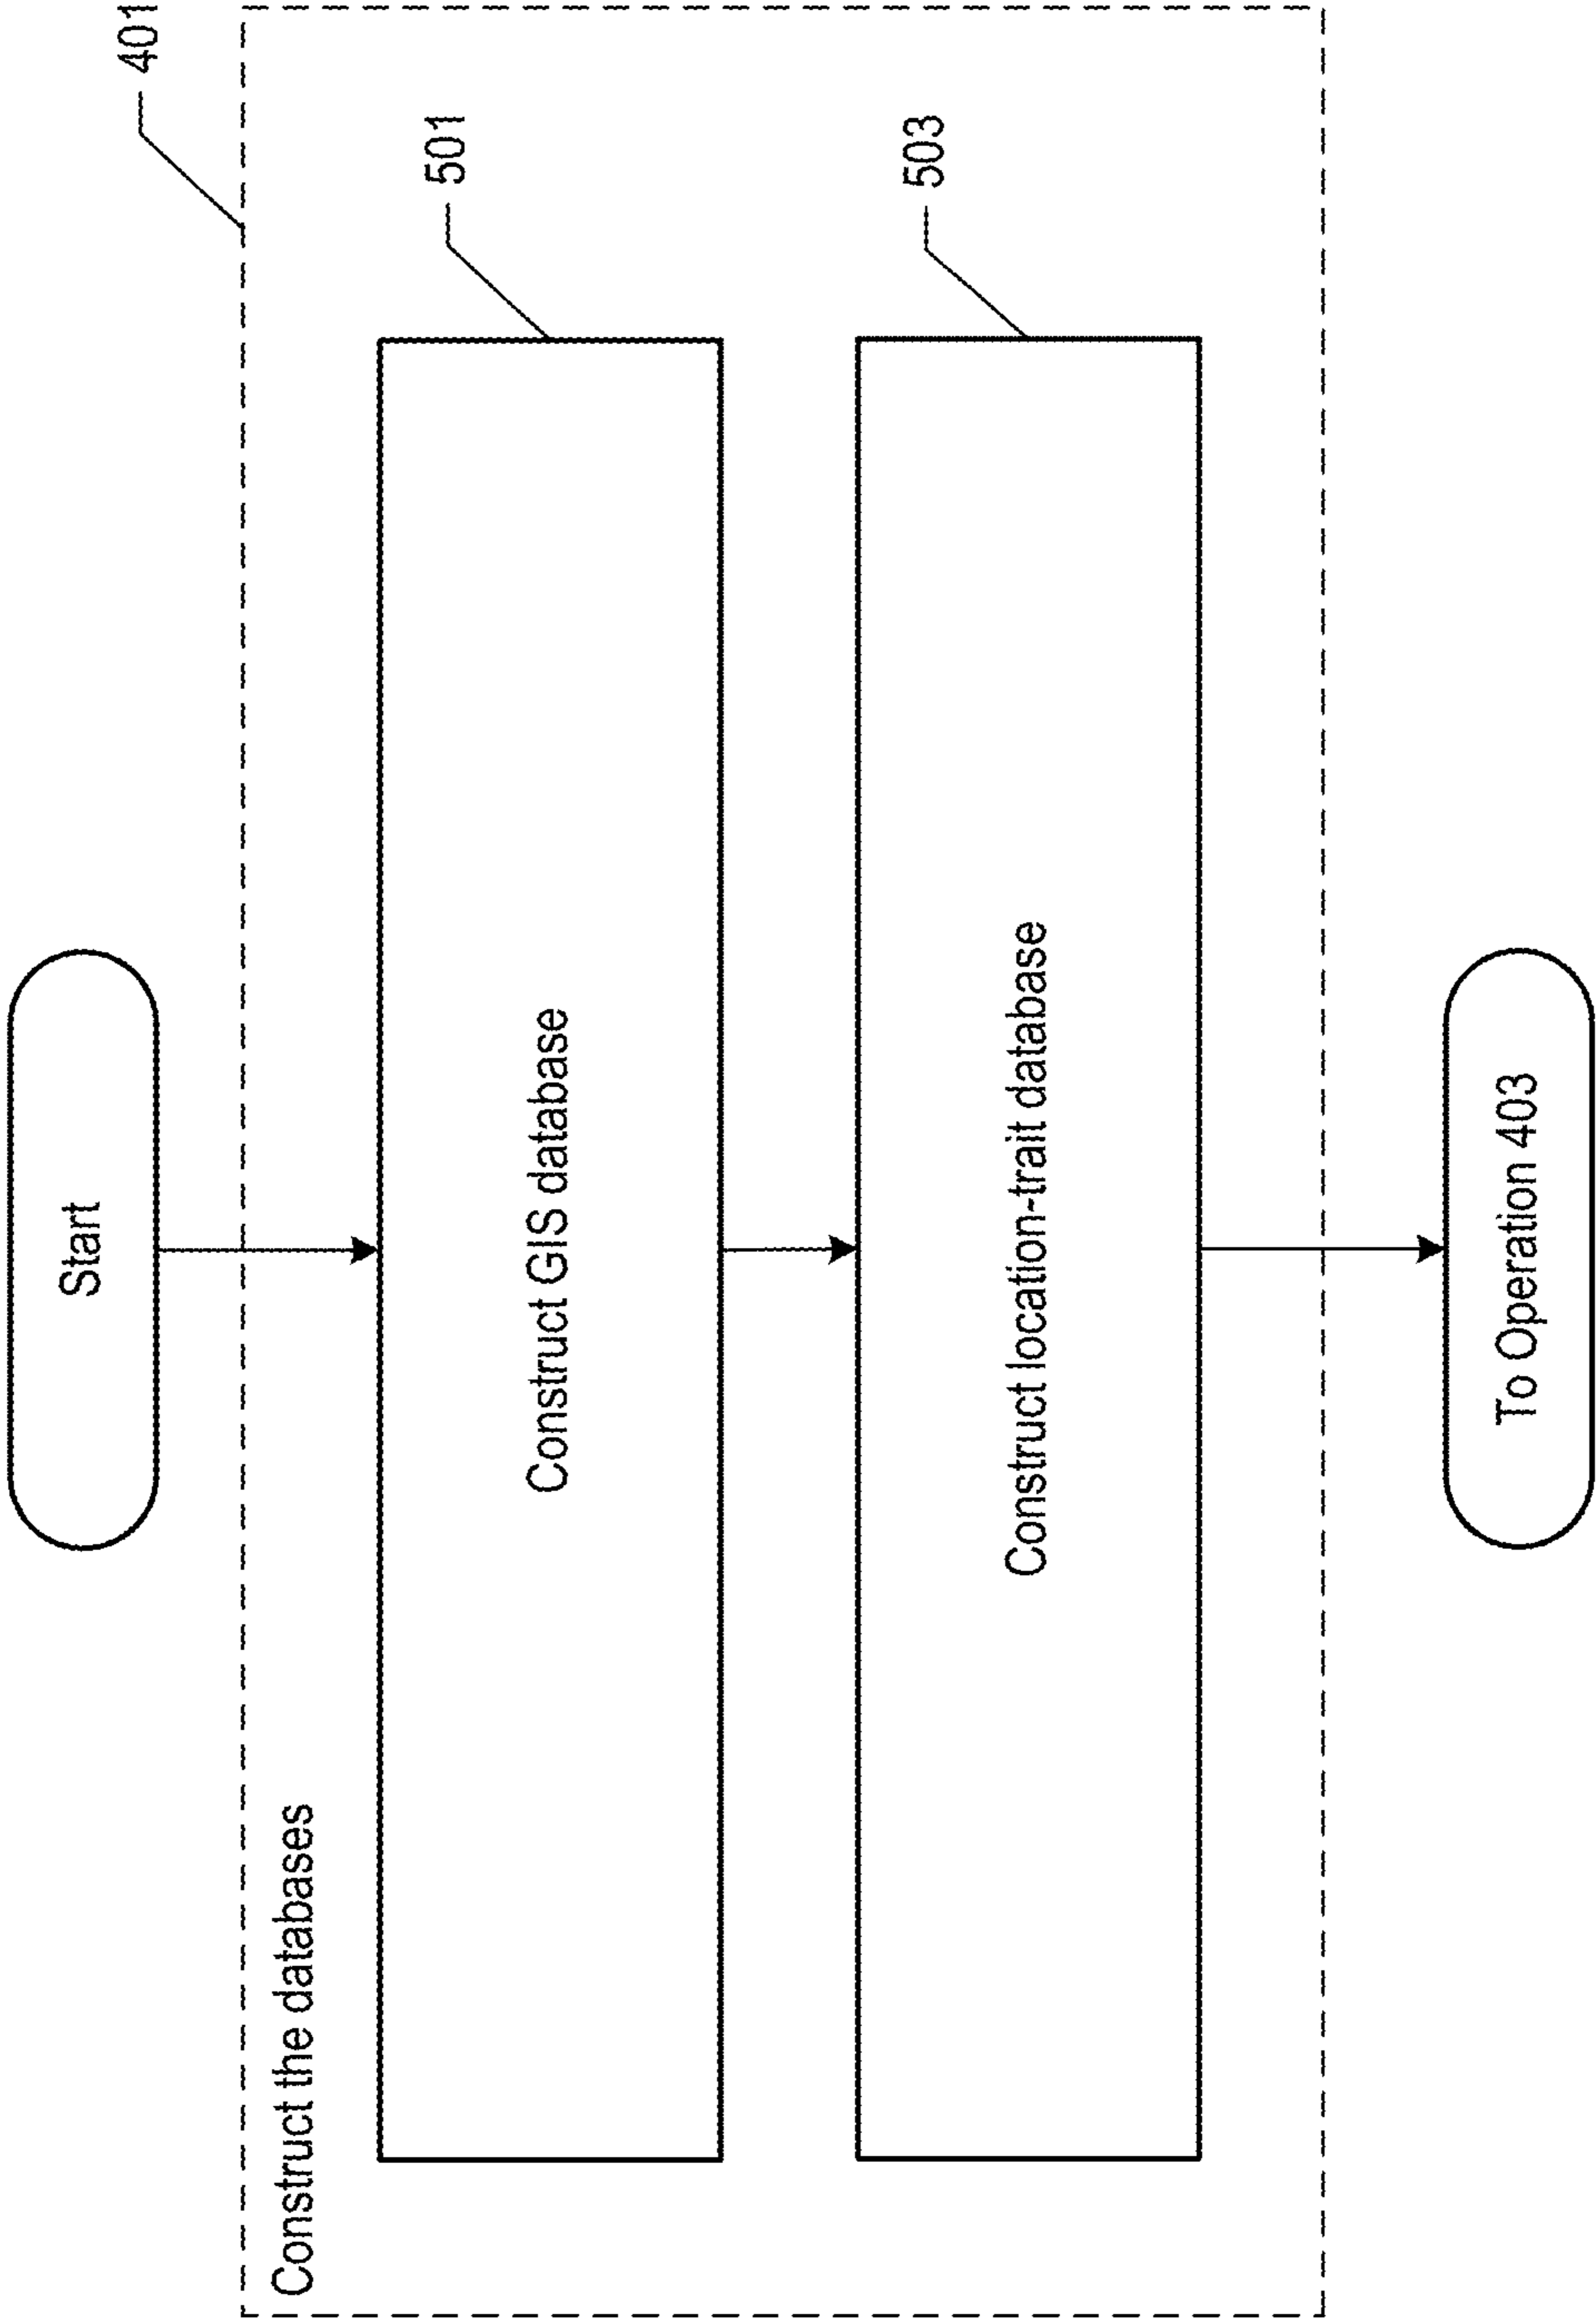 Start
401
Construct the databases
501
Construct GIS database
503
Construct location-trait database
To Operation 403